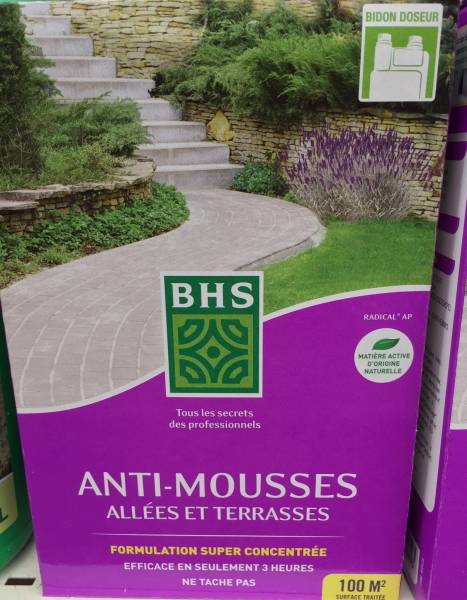 BIDON DOSEUR
BHS
RADICAL® AP
MATIÈRE ACTIVE
D'ORIGINE
NATURELLE
Tous les secrets
des professionnels
ANTI-MOUSSES
ALLÉES ET TERRASSES
FORMULATION SUPER CONCENTRÉE
EFFICACE EN SEULEMENT 3 HEURES
NE TACHE PAS
100 M²
SURFACE TRAITÉE
L